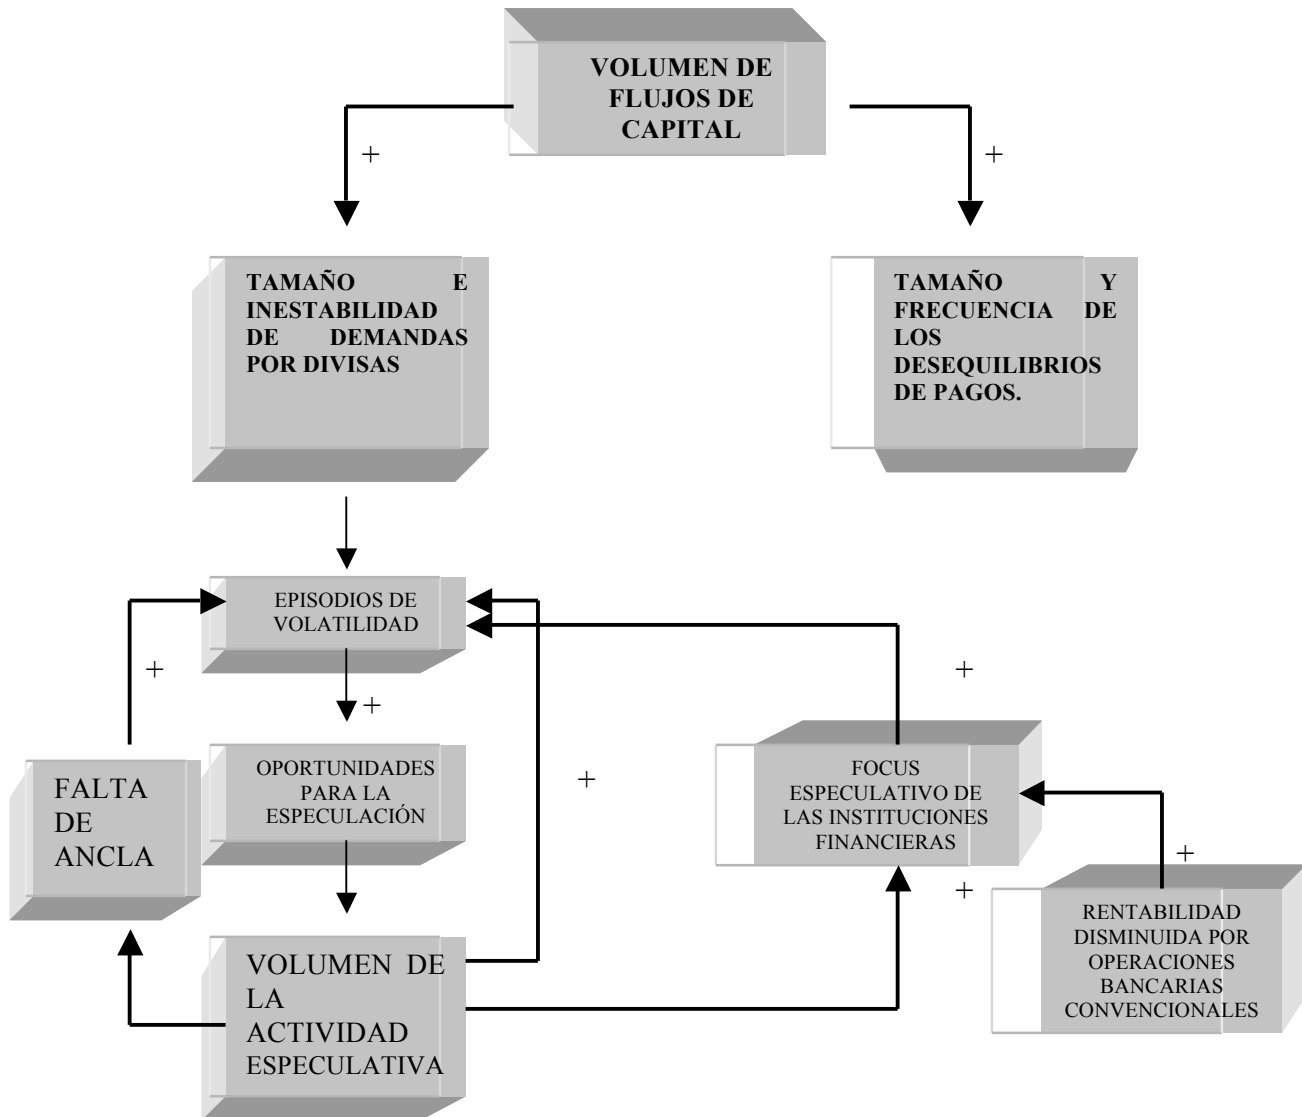 VOLUMEN DE
FLUJOS DE
CAPITAL
+
+
TAMAÑO E
INESTABILIDAD
DE DEMANDAS
POR DIVISAS
TAMAÑO Y
FRECUENCIA DE
LOS
DESEQUILIBRIOS
DE PAGOS.
EPISODIOS DE
VOLATILIDAD
+
+
+
OPORTUNIDADES
PARA LA
ESPECULACIÓN
+
FALTA
DE
ANCLA
FOCUS
ESPECULATIVO DE
LAS INSTITUCIONES
FINANCIERAS
+
+
RENTABILIDAD
DISMINUIDA POR
OPERACIONES
BANCARIAS
CONVENCIONALES
VOLUMEN DE
LA
ACTIVIDAD
ESPECULATIVA